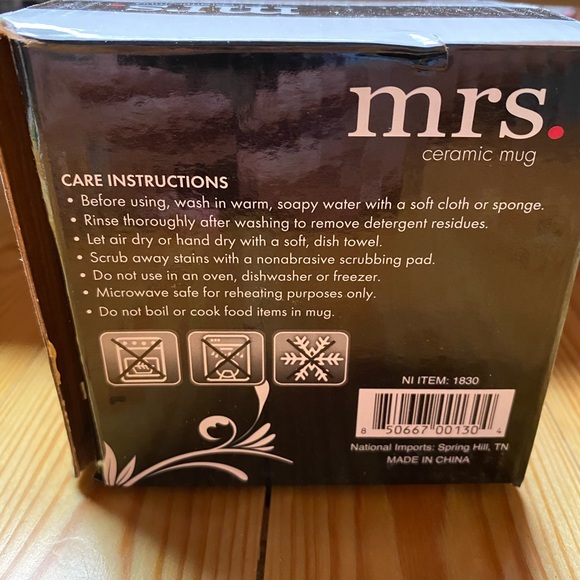 mrs.
ceramic mug
CARE INSTRUCTIONS
• Before using, wash in warm, soapy water with a soft cloth or sponge.
• Rinse thoroughly after washing to remove detergent residues.
• Let air dry or hand dry with a soft, dish towel.
• Scrub away stains with a nonabrasive scrubbing pad.
• Do not use in an oven, dishwasher or freezer.
• Microwave safe for reheating purposes only.
• Do not boil or cook food items in mug.
NI ITEM: 1830
8 50667 00130 4
National Imports: Spring Hill, TN
MADE IN CHINA